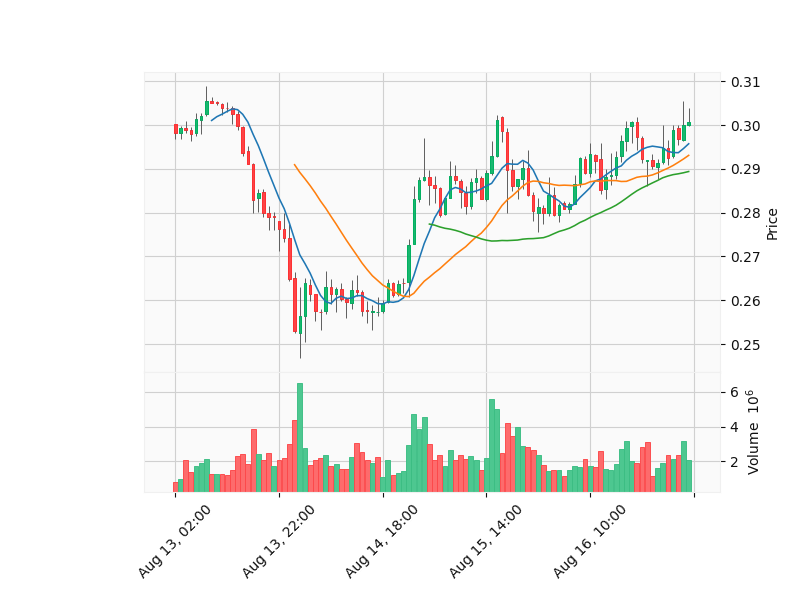 0.31
0.30
0.29
0.28
0.27
0.26
0.25
Price
6
4
2
Volume 10⁶
Aug 13, 02:00
Aug 13, 22:00
Aug 14, 18:00
Aug 15, 14:00
Aug 16, 10:00